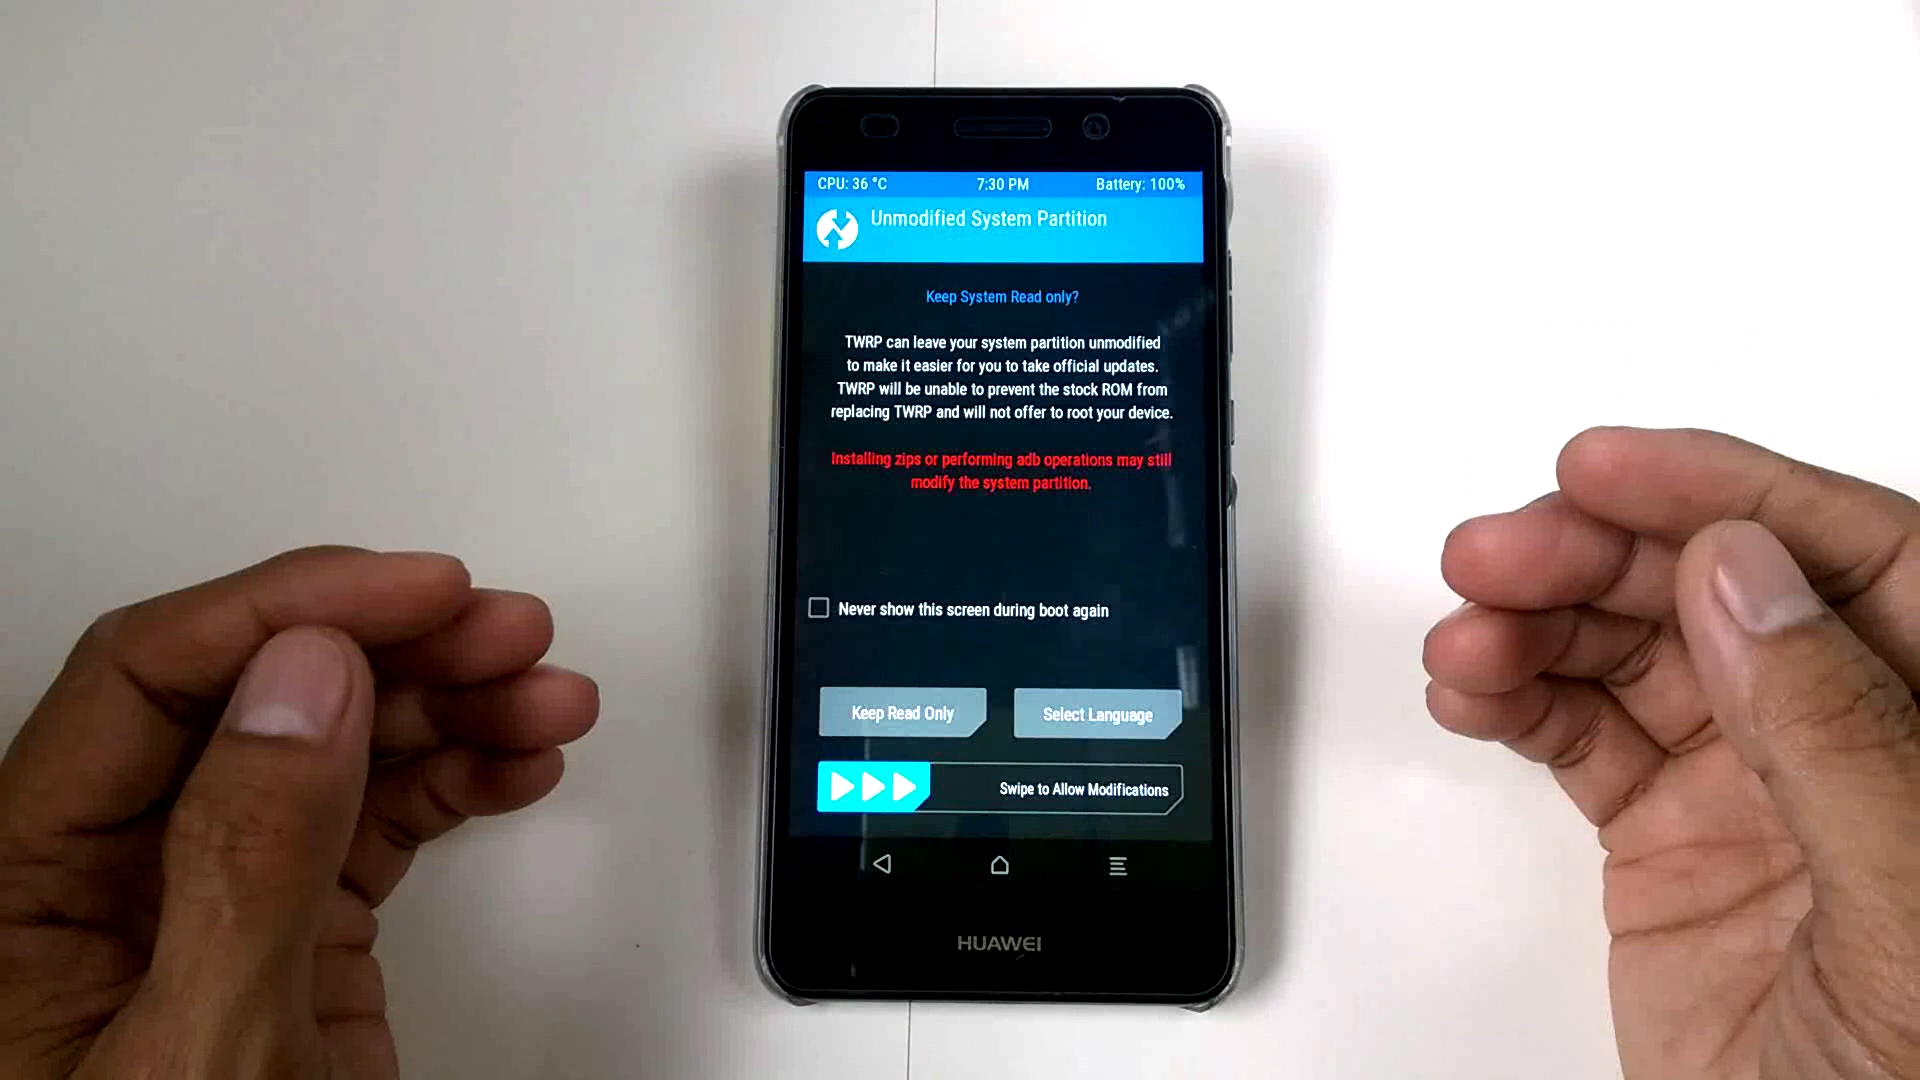 CPU: 36 °C 7:30 PM Battery: 100%
Unmodified System Partition
Keep System Read only?
TWRP can leave your system partition unmodified
to make it easier for you to take official updates.
TWRP will be unable to prevent the stock ROM from
replacing TWRP and will not offer to root your device.
Installing zips or performing adb operations may still
modify the system partition.
Never show this screen during boot again
Keep Read Only Select Language
Swipe to Allow Modifications
HUAWEI